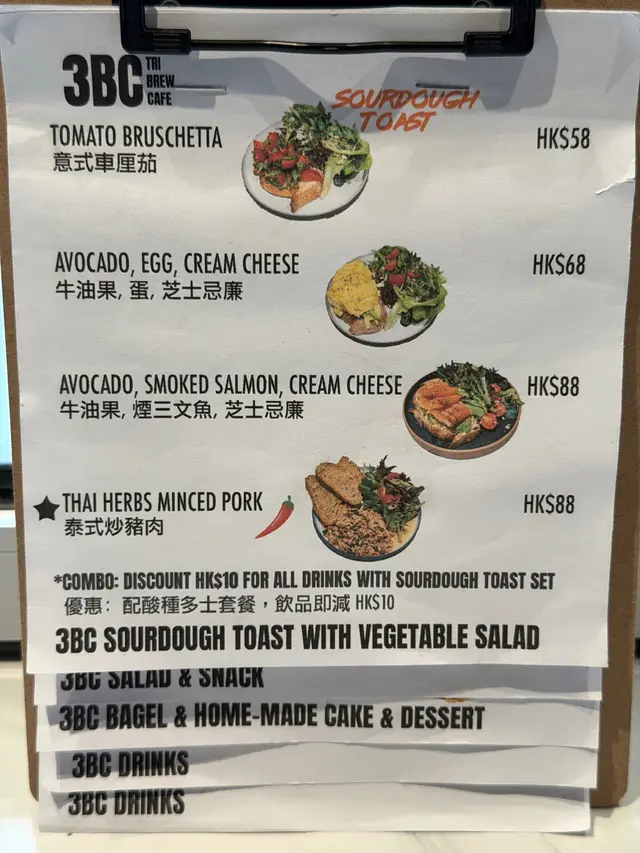 3BC TRI BREW CAFE
SOURDOUGH TOAST
TOMATO BRUSCHETTA HK$58
意式車厘茄
AVOCADO, EGG, CREAM CHEESE HK$68
牛油果, 蛋, 芝士忌廉
AVOCADO, SMOKED SALMON, CREAM CHEESE HK$88
牛油果, 煙三文魚, 芝士忌廉
THAI HERBS MINCED PORK HK$88
泰式炒豬肉
*COMBO: DISCOUNT HK$10 FOR ALL DRINKS WITH SOURDOUGH TOAST SET
優惠: 配酸種多士套餐，飲品即減 HK$10
3BC SOURDOUGH TOAST WITH VEGETABLE SALAD
3BC SALAD & SNACK
3BC BAGEL & HOME-MADE CAKE & DESSERT
3BC DRINKS
3BC DRINKS